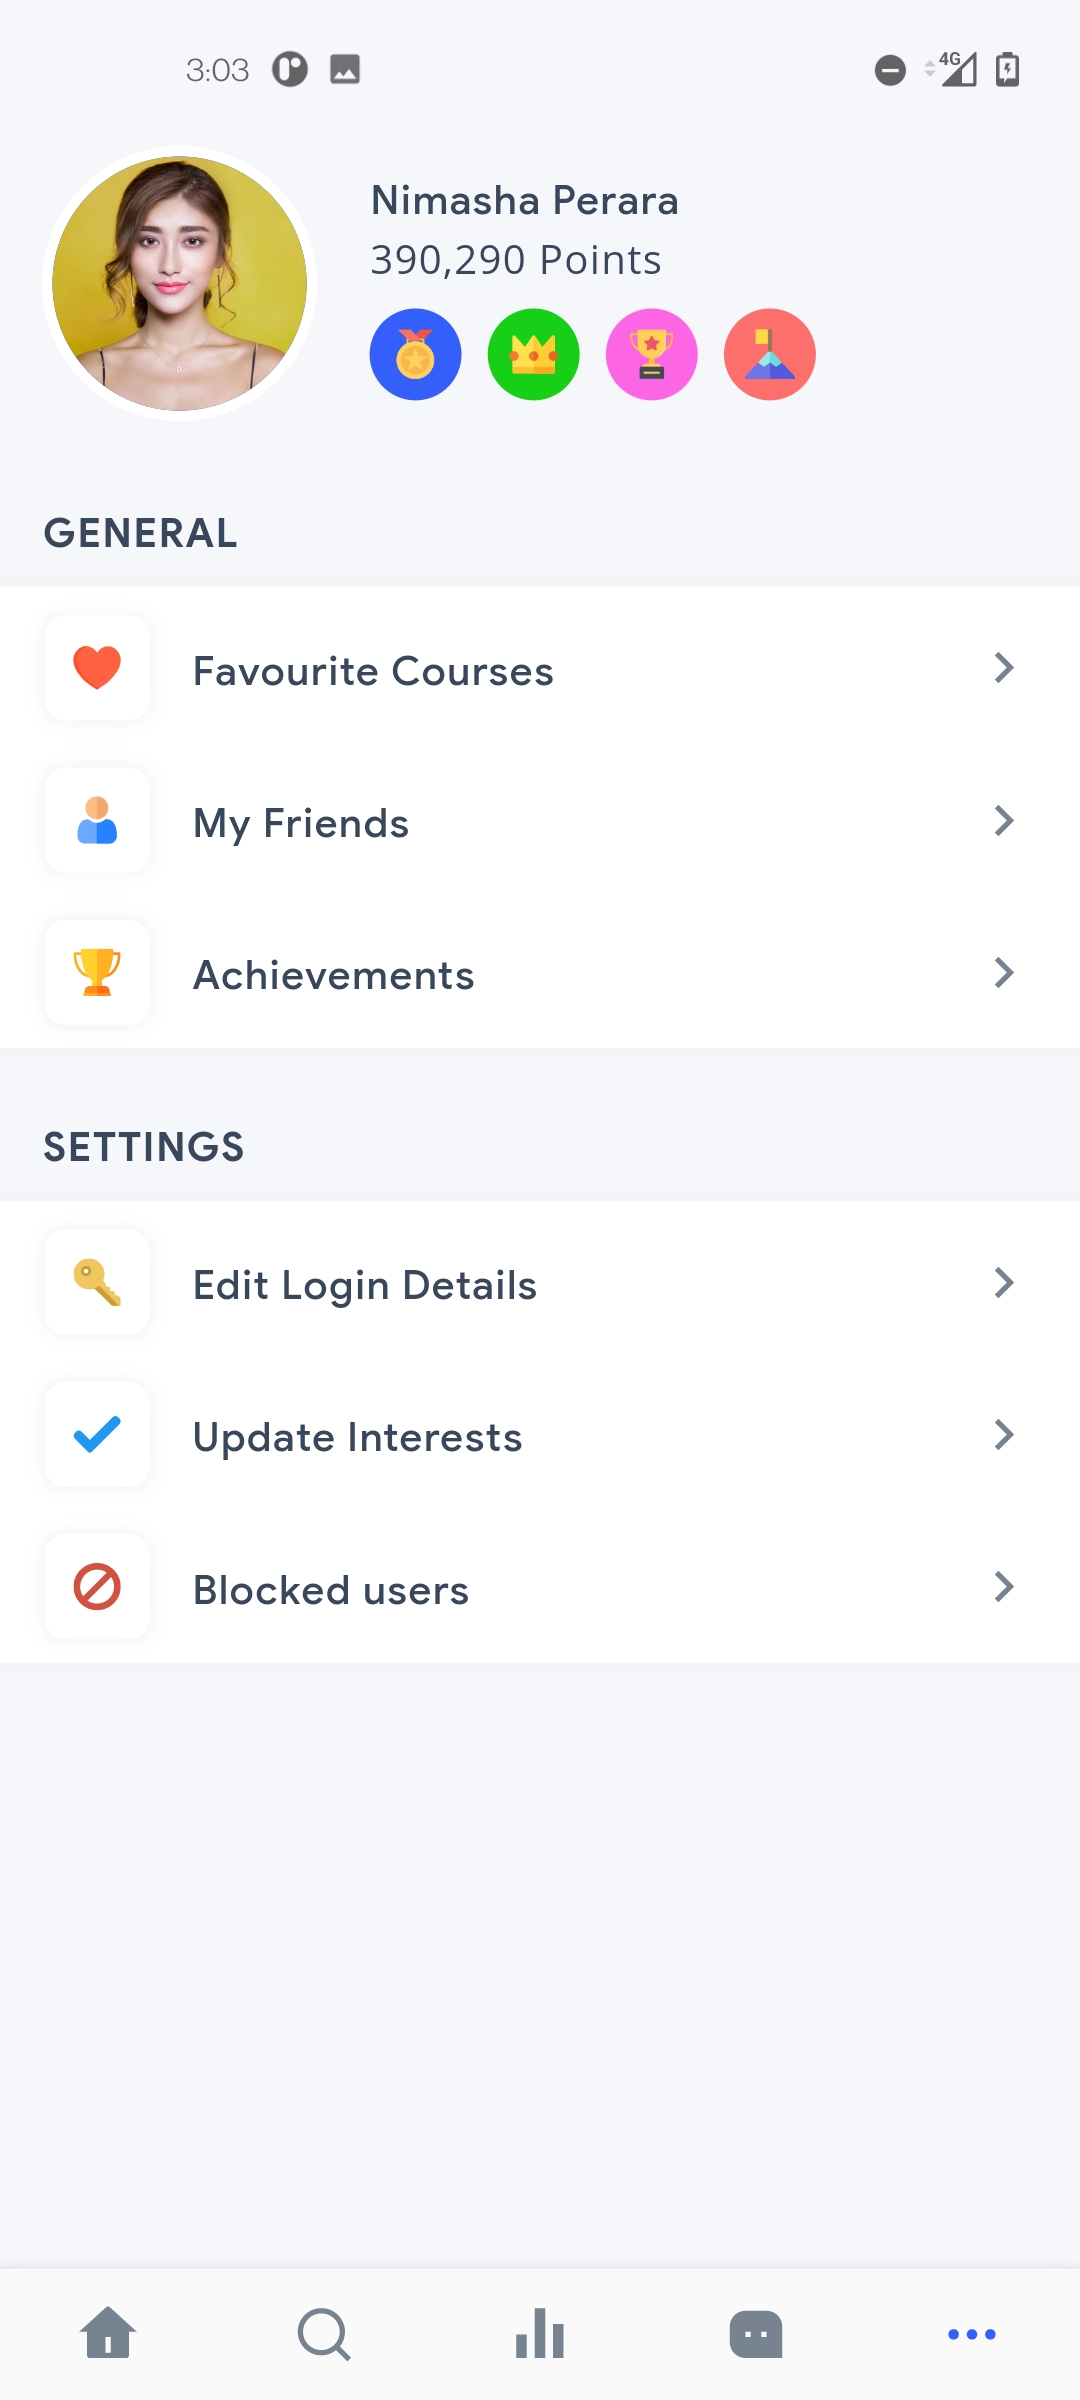 3:03
4G
Nimasha Perara
390,290 Points
GENERAL
Favourite Courses
My Friends
Achievements
SETTINGS
Edit Login Details
Update Interests
Blocked users